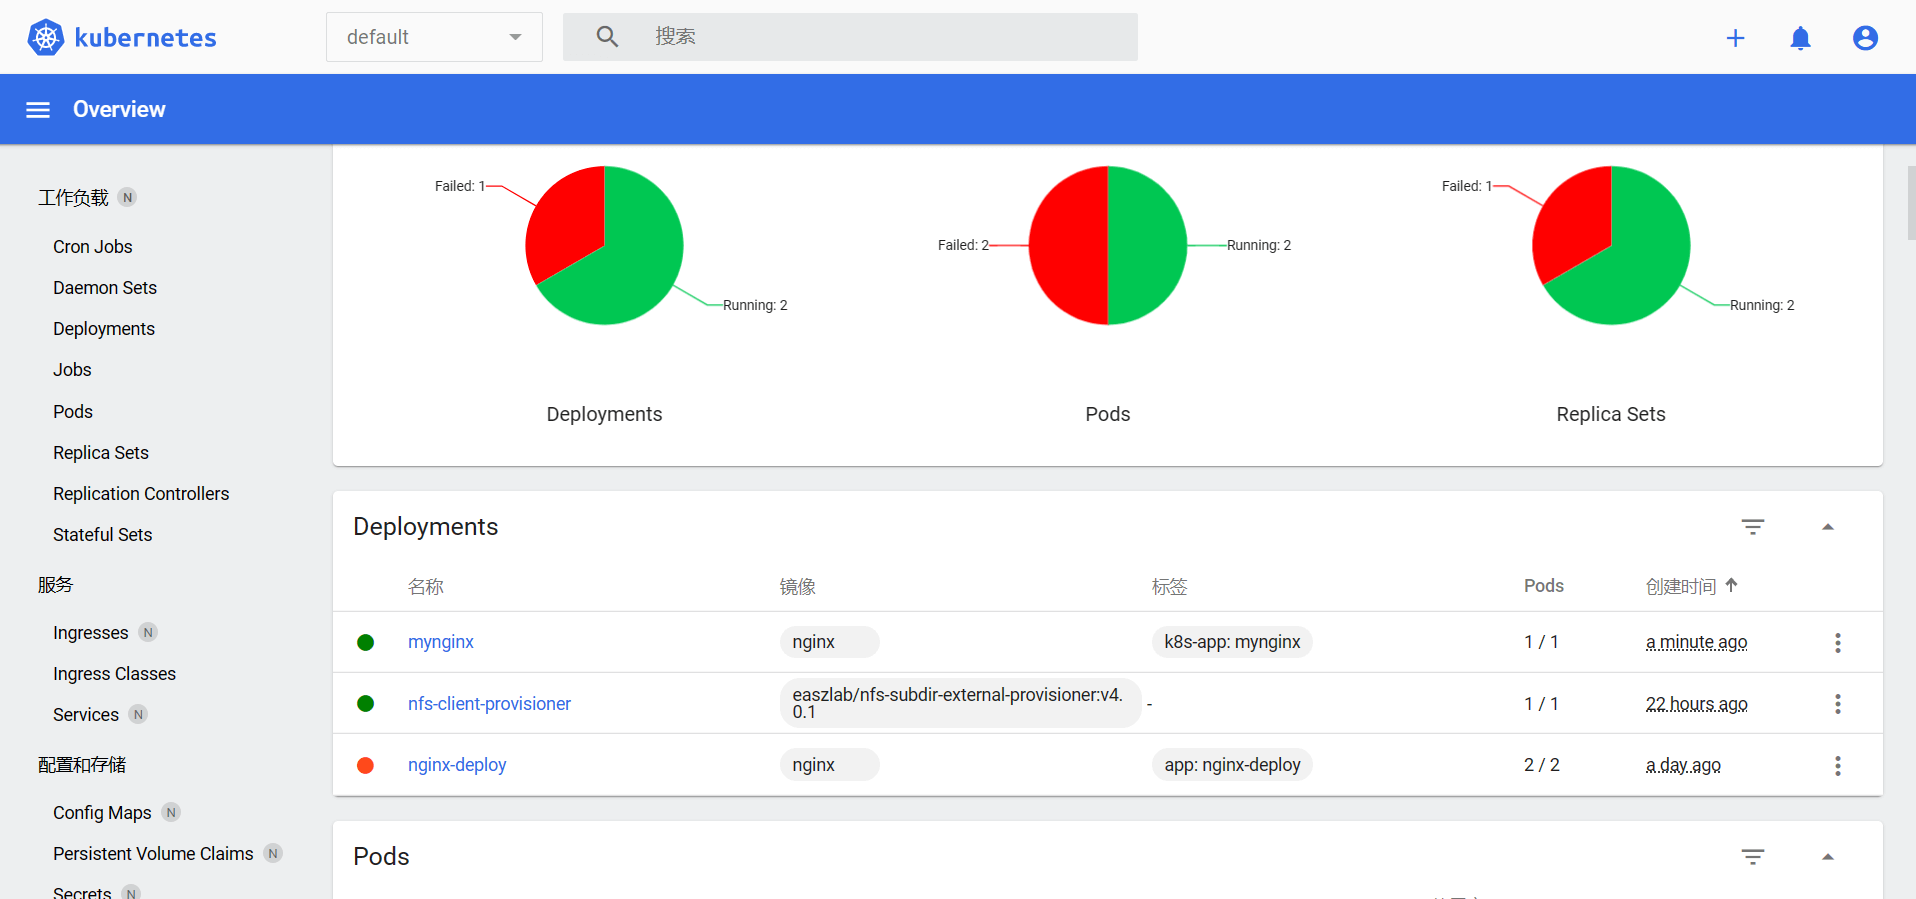 kubernetes
default
搜索
Overview
工作负载 N
Cron Jobs
Daemon Sets
Deployments
Jobs
Pods
Replica Sets
Replication Controllers
Stateful Sets
服务
Ingresses N
Ingress Classes
Services N
配置和存储
Config Maps N
Persistent Volume Claims N
Secrets N
Failed: 1
Running: 2
Deployments
Failed: 2
Running: 2
Pods
Failed: 1
Running: 2
Replica Sets
Deployments
名称 镜像 标签 Pods 创建时间
mynginx nginx k8s-app: mynginx 1 / 1 a minute ago
nfs-client-provisioner easzlab/nfs-subdir-external-provisioner:v4.
0.1 - 1 / 1 22 hours ago
nginx-deploy nginx app: nginx-deploy 2 / 2 a day ago
Pods